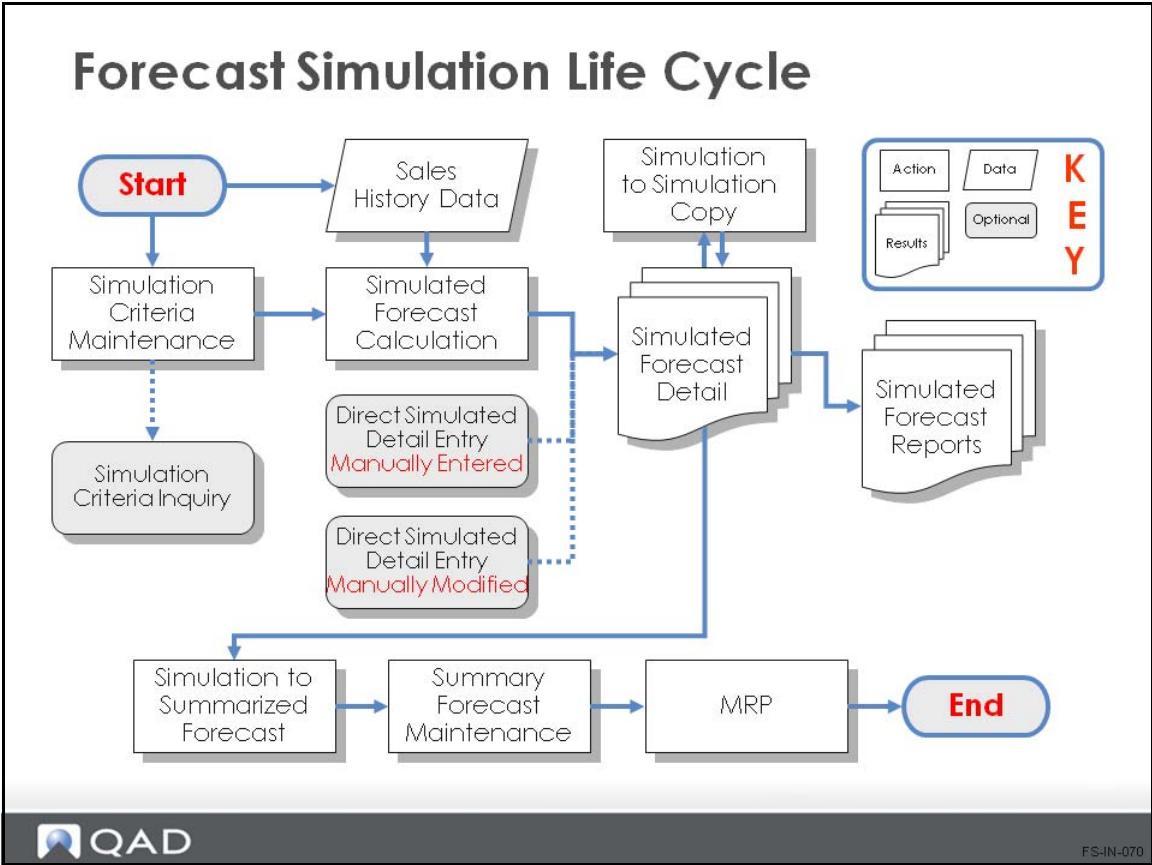 Forecast Simulation Life Cycle
Start
Sales
History Data
Simulation
to Simulation
Copy
Action
Data
Results
Optional
K
E
Y
Simulation
Criteria
Maintenance
Simulated
Forecast
Calculation
Simulated
Forecast
Detail
Simulated
Forecast
Reports
Direct Simulated
Detail Entry
Manually Entered
Simulation
Criteria Inquiry
Direct Simulated
Detail Entry
Manually Modified
Simulation to
Summarized
Forecast
Summary
Forecast
Maintenance
MRP
End
QAD
FS-IN-070